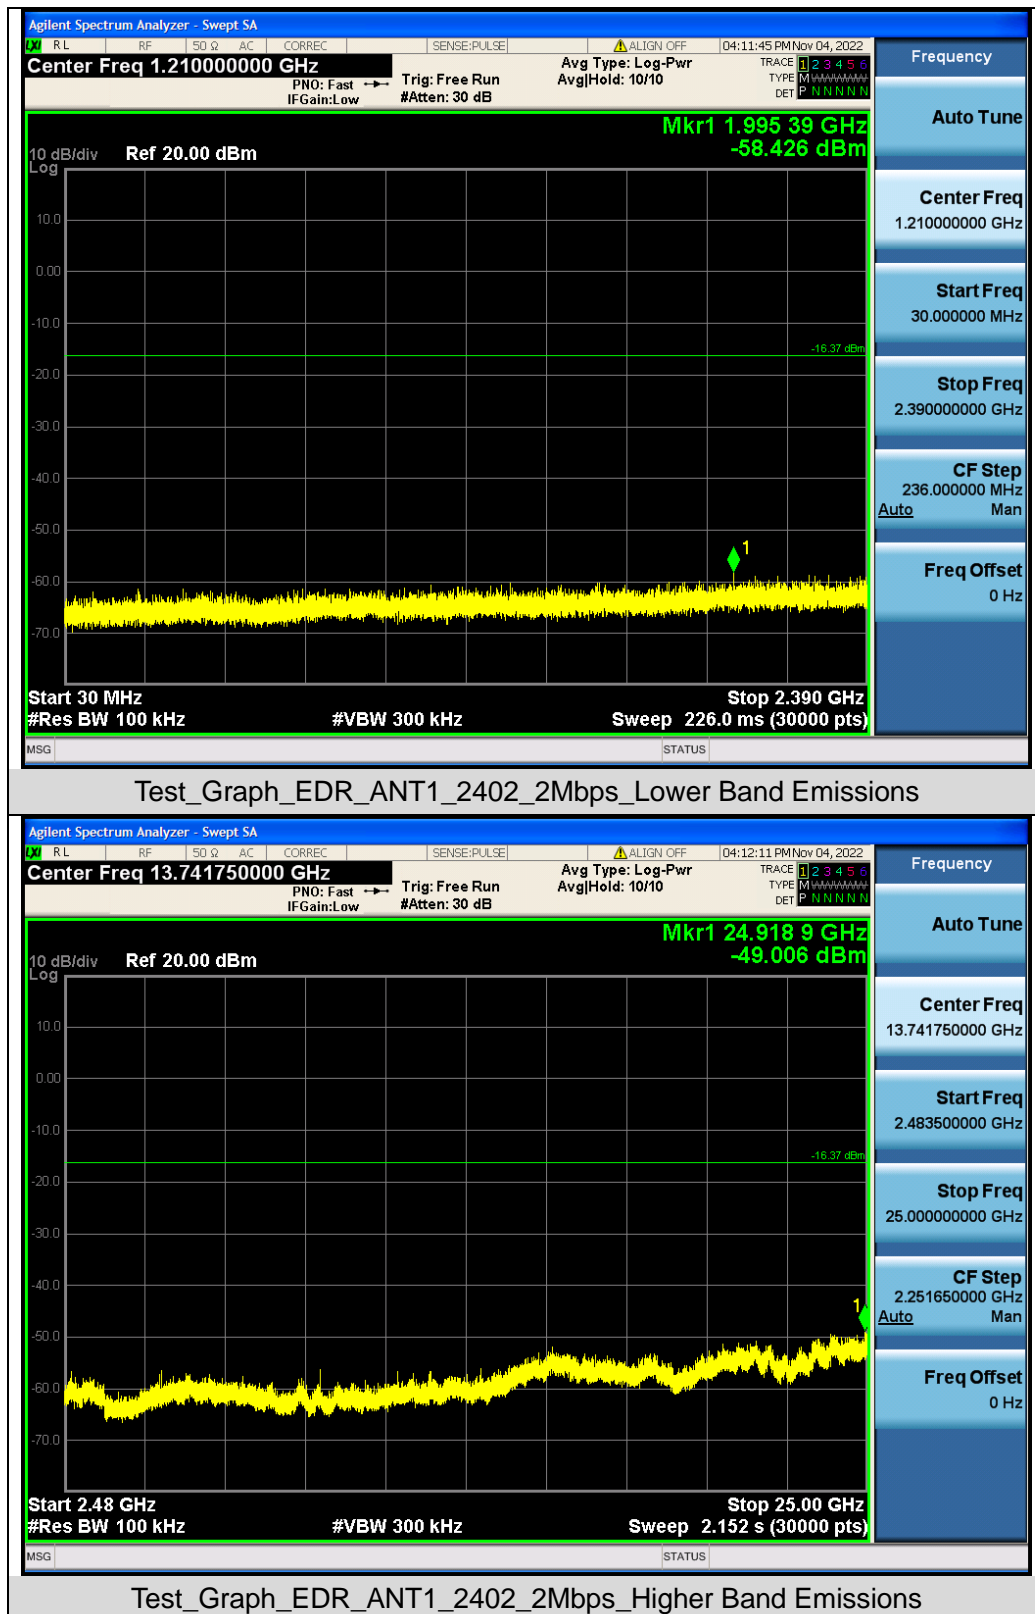 Agilent Spectrum Analyzer - Swept SA
LXI RL RF 50 Ω AC CORREC SENSE:PULSE ALIGN OFF 04:11:45 PM Nov 04, 2022
Center Freq 1.210000000 GHz
PNO: Fast
IFGain:Low
Trig: Free Run
#Atten: 30 dB
Avg Type: Log-Pwr
Avg|Hold: 10/10
TRACE 1 2 3 4 5 6
TYPE M WWWWW
DET P N N N N N
Mkr1 1.995 39 GHz
-58.426 dBm
10 dB/div
Log
Ref 20.00 dBm
10.0
0.00
-10.0
-16.37 dBm
-20.0
-30.0
-40.0
-50.0
1
-60.0
-70.0
Start 30 MHz
Stop 2.390 GHz
#Res BW 100 kHz
#VBW 300 kHz
Sweep 226.0 ms (30000 pts)
MSG
STATUS
Frequency
Auto Tune
Center Freq
1.210000000 GHz
Start Freq
30.000000 MHz
Stop Freq
2.390000000 GHz
CF Step
236.000000 MHz
Auto Man
Freq Offset
0 Hz
Test_Graph_EDR_ANT1_2402_2Mbps_Lower Band Emissions
Agilent Spectrum Analyzer - Swept SA
LXI RL RF 50 Ω AC CORREC SENSE:PULSE ALIGN OFF 04:12:11 PM Nov 04, 2022
Center Freq 13.741750000 GHz
PNO: Fast
IFGain:Low
Trig: Free Run
#Atten: 30 dB
Avg Type: Log-Pwr
Avg|Hold: 10/10
TRACE 1 2 3 4 5 6
TYPE M WWWWW
DET P N N N N N
Mkr1 24.918 9 GHz
-49.006 dBm
10 dB/div
Log
Ref 20.00 dBm
10.0
0.00
-10.0
-16.37 dBm
-20.0
-30.0
-40.0
1
-50.0
-60.0
-70.0
Start 2.48 GHz
Stop 25.00 GHz
#Res BW 100 kHz
#VBW 300 kHz
Sweep 2.152 s (30000 pts)
MSG
STATUS
Frequency
Auto Tune
Center Freq
13.741750000 GHz
Start Freq
2.483500000 GHz
Stop Freq
25.000000000 GHz
CF Step
2.251650000 GHz
Auto Man
Freq Offset
0 Hz
Test_Graph_EDR_ANT1_2402_2Mbps_Higher Band Emissions